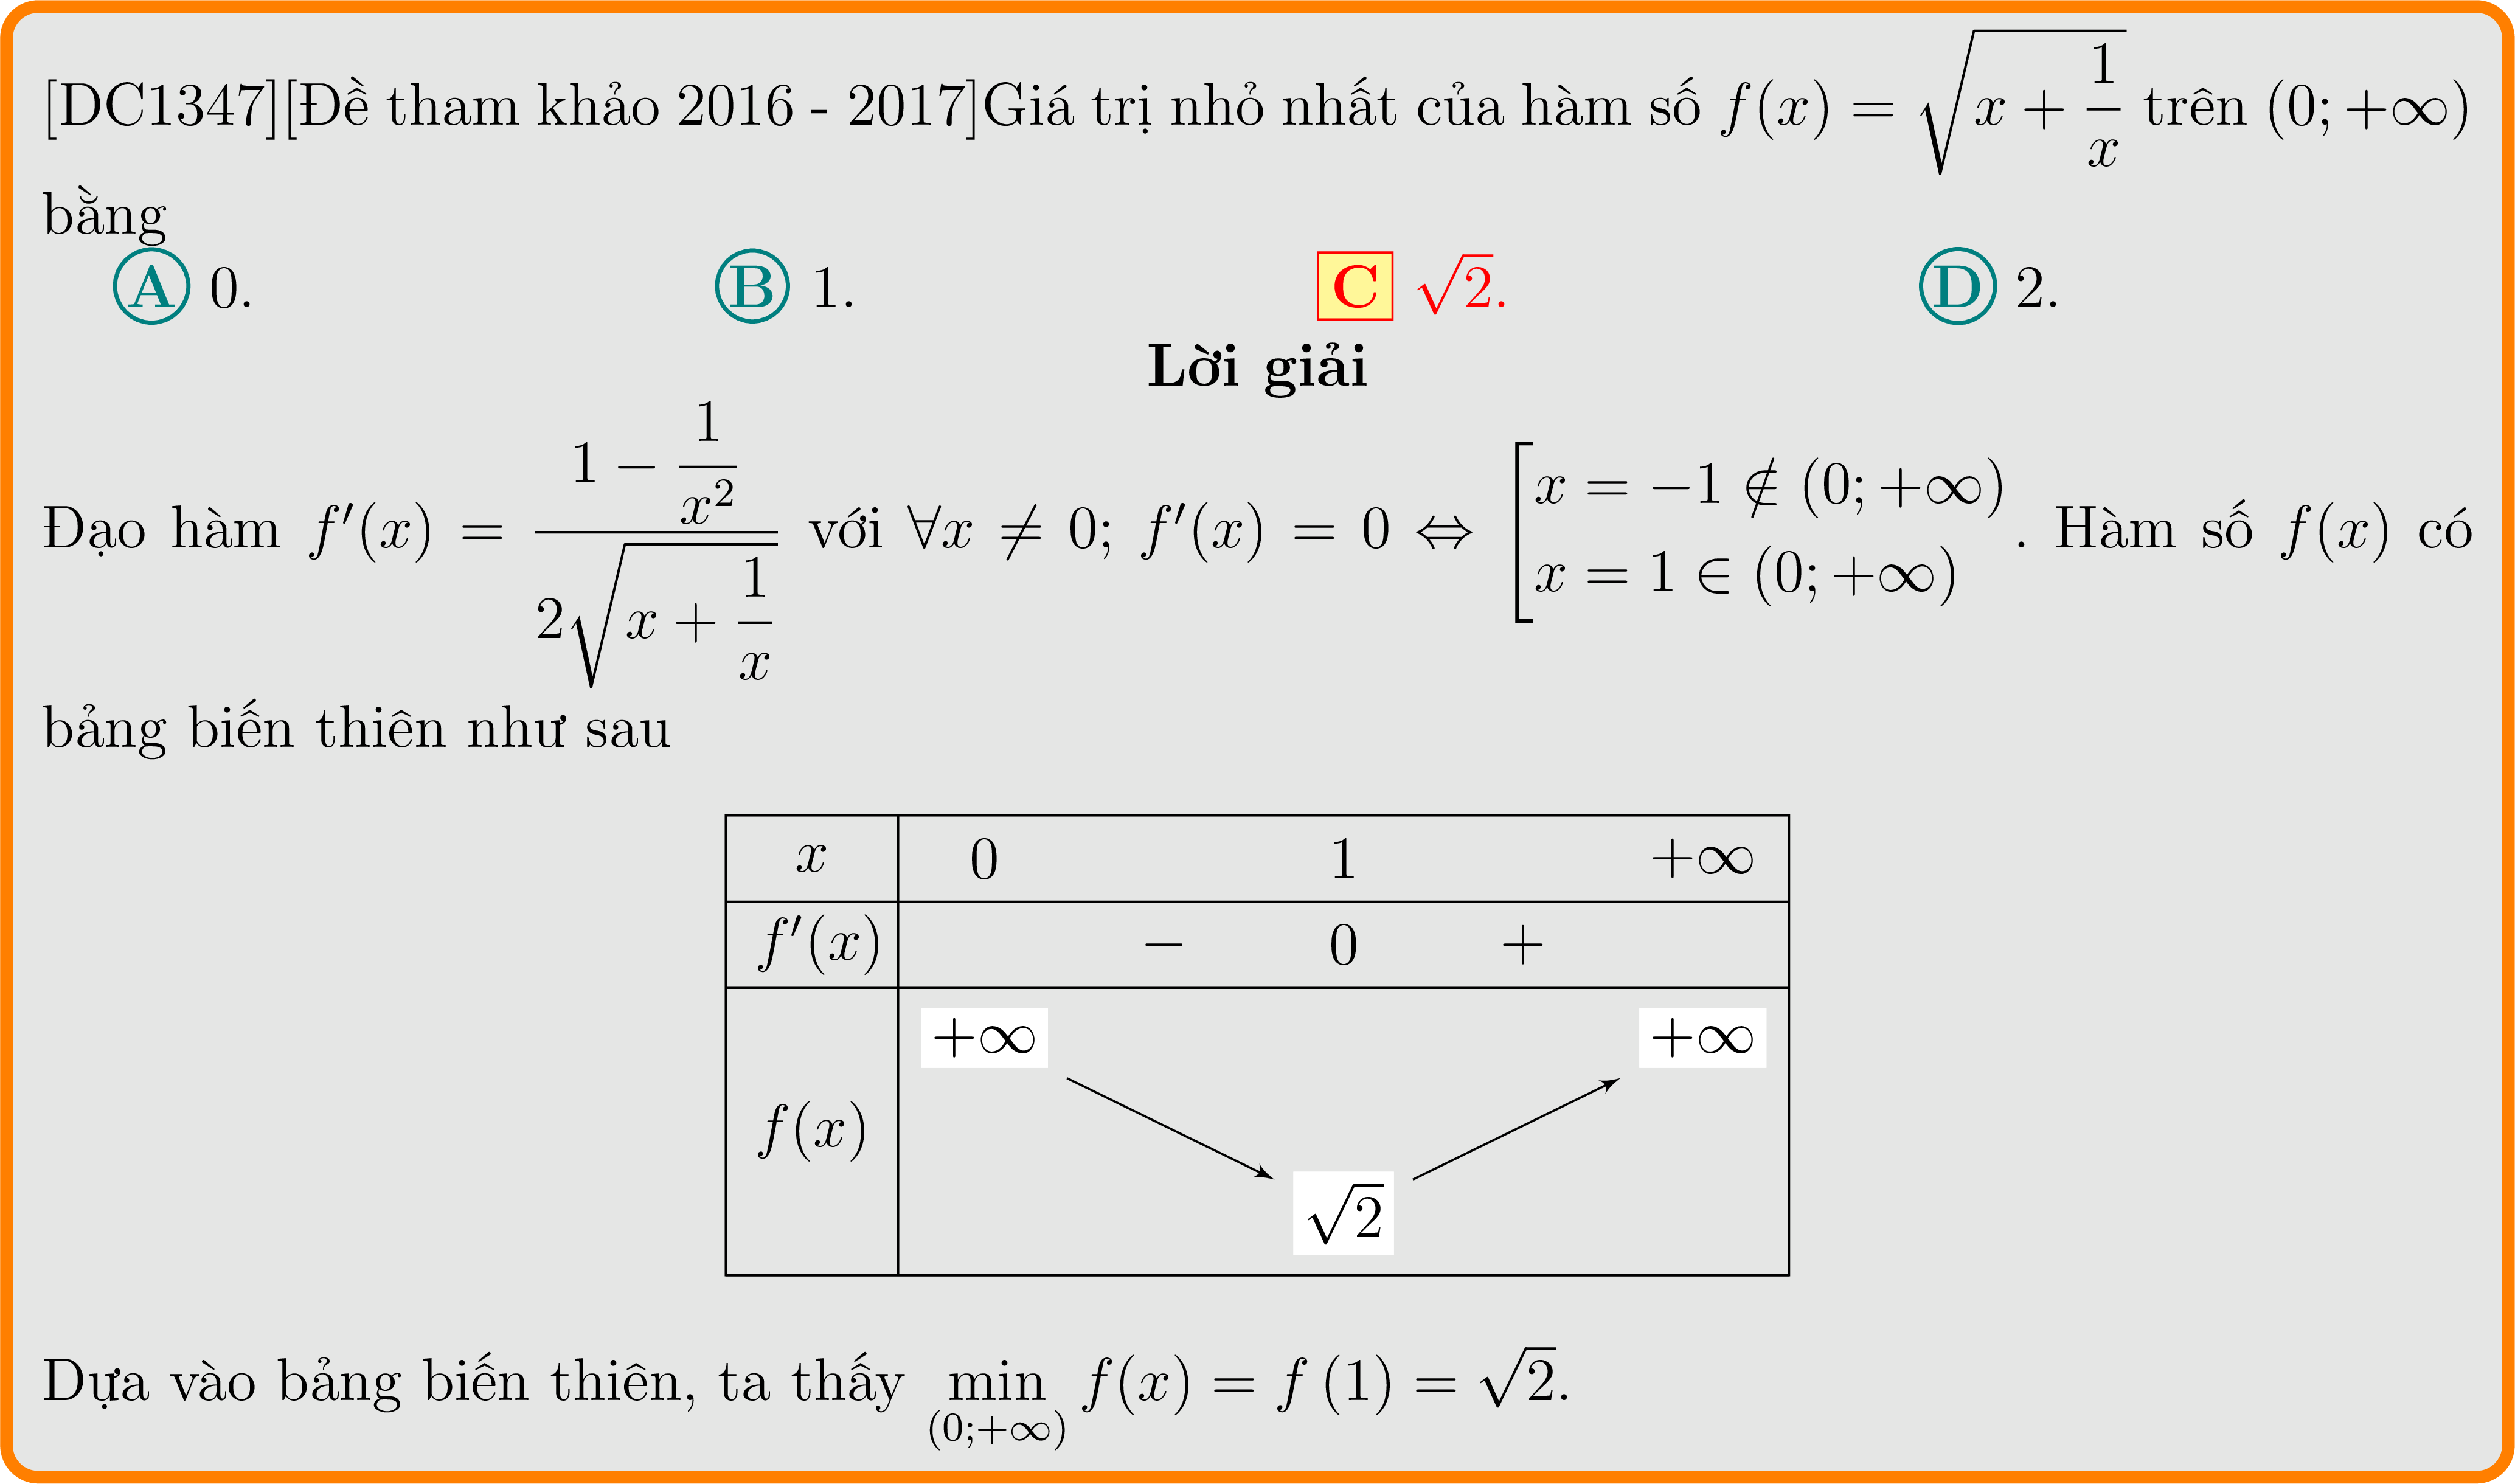 [DC1347][Đề tham khảo 2016 - 2017]Giá trị nhỏ nhất của hàm số $f(x) = \sqrt{x + \dfrac{1}{x}}$ trên $(0; +\infty)$
bằng
A 0. B 1. C $\sqrt{2}$. D 2.
Lời giải
Đạo hàm $f'(x) = \dfrac{1 - \dfrac{1}{x^2}}{2\sqrt{x + \dfrac{1}{x}}}$ với $\forall x \neq 0$; $f'(x) = 0 \Leftrightarrow \left[\begin{array}{l} x = -1 \notin (0; +\infty) \\ x = 1 \in (0; +\infty) \end{array}\right.$. Hàm số $f(x)$ có
bảng biến thiên như sau
$x$ 0 1 $+\infty$
$f'(x)$ − 0 +
$+\infty$ $+\infty$
$f(x)$
$\sqrt{2}$
Dựa vào bảng biến thiên, ta thấy $\min\limits_{(0;+\infty)} f(x) = f(1) = \sqrt{2}$.